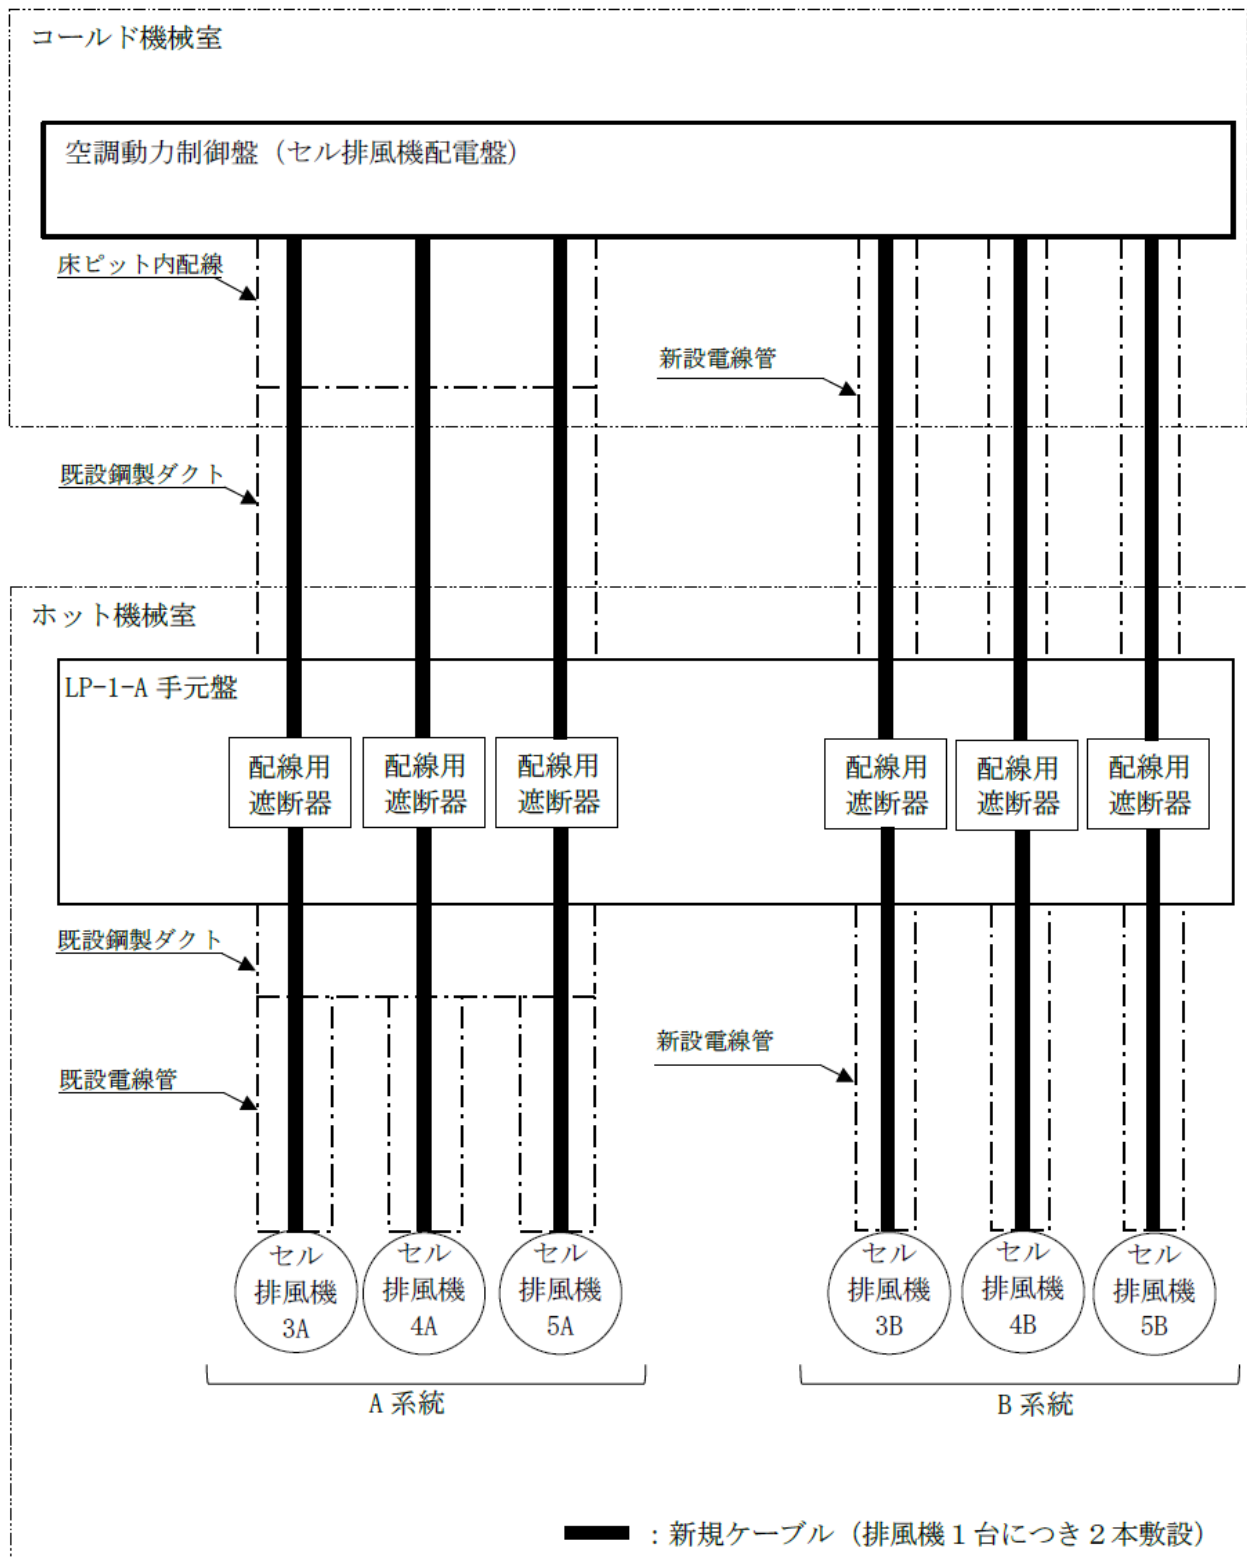 コールド機械室
空調動力制御盤（セル排風機配電盤）
床ピット内配線
新設電線管
既設鋼製ダクト
ホット機械室
LP-1-A 手元盤
配線用
遮断器
配線用
遮断器
配線用
遮断器
配線用
遮断器
配線用
遮断器
配線用
遮断器
既設鋼製ダクト
新設電線管
既設電線管
セル
排風機
3A
セル
排風機
4A
セル
排風機
5A
セル
排風機
3B
セル
排風機
4B
セル
排風機
5B
A 系統
B 系統
：新規ケーブル（排風機１台につき２本敷設）